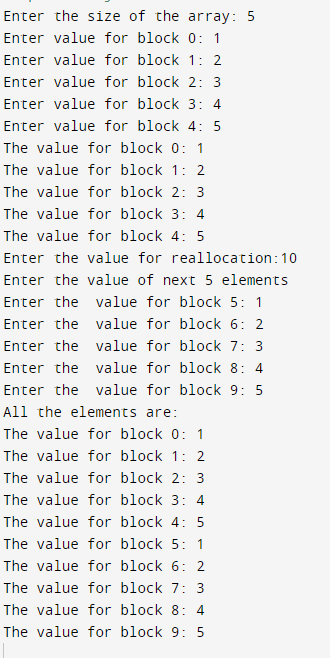 Enter the size of the array: 5
Enter value for block 0: 1
Enter value for block 1: 2
Enter value for block 2: 3
Enter value for block 3: 4
Enter value for block 4: 5
The value for block 0: 1
The value for block 1: 2
The value for block 2: 3
The value for block 3: 4
The value for block 4: 5
Enter the value for reallocation:10
Enter the value of next 5 elements
Enter the  value for block 5: 1
Enter the  value for block 6: 2
Enter the  value for block 7: 3
Enter the  value for block 8: 4
Enter the  value for block 9: 5
All the elements are:
The value for block 0: 1
The value for block 1: 2
The value for block 2: 3
The value for block 3: 4
The value for block 4: 5
The value for block 5: 1
The value for block 6: 2
The value for block 7: 3
The value for block 8: 4
The value for block 9: 5